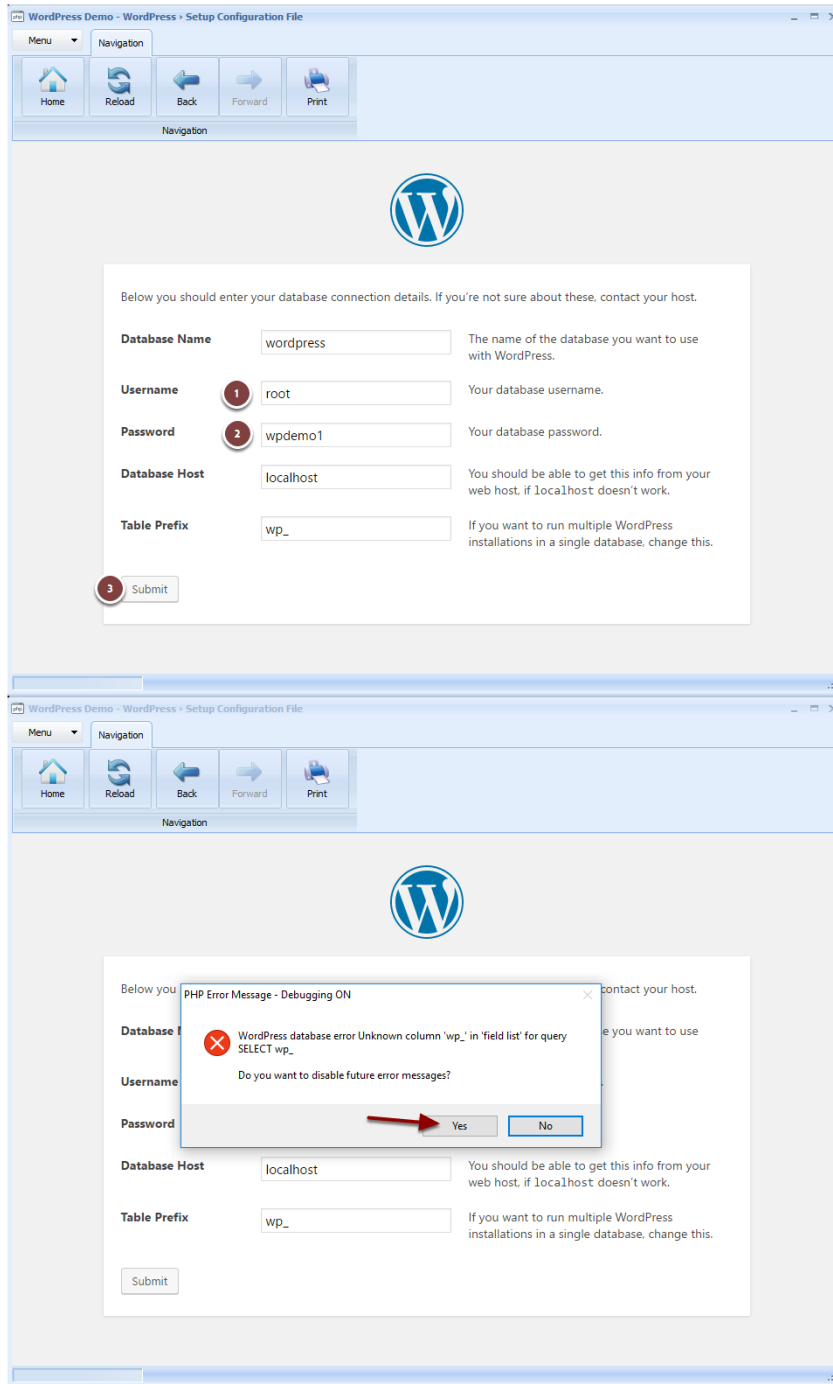 WordPress Demo - WordPress › Setup Configuration File
Menu
Navigation
Home
Reload
Back
Forward
Print
Navigation
Below you should enter your database connection details. If you're not sure about these, contact your host.
Database Name
wordpress
The name of the database you want to use
with WordPress.
Username
1
root
Your database username.
Password
2
wpdemo1
Your database password.
Database Host
localhost
You should be able to get this info from your
web host, if localhost doesn't work.
Table Prefix
wp_
If you want to run multiple WordPress
installations in a single database, change this.
3
Submit
WordPress Demo - WordPress › Setup Configuration File
Menu
Navigation
Home
Reload
Back
Forward
Print
Navigation
Below you
contact your host.
PHP Error Message - Debugging ON
Database
e you want to use
WordPress database error Unknown column 'wp_' in 'field list' for query
SELECT wp_
Do you want to disable future error messages?
Username
Yes
No
Password
Database Host
localhost
You should be able to get this info from your
web host, if localhost doesn't work.
Table Prefix
wp_
If you want to run multiple WordPress
installations in a single database, change this.
Submit